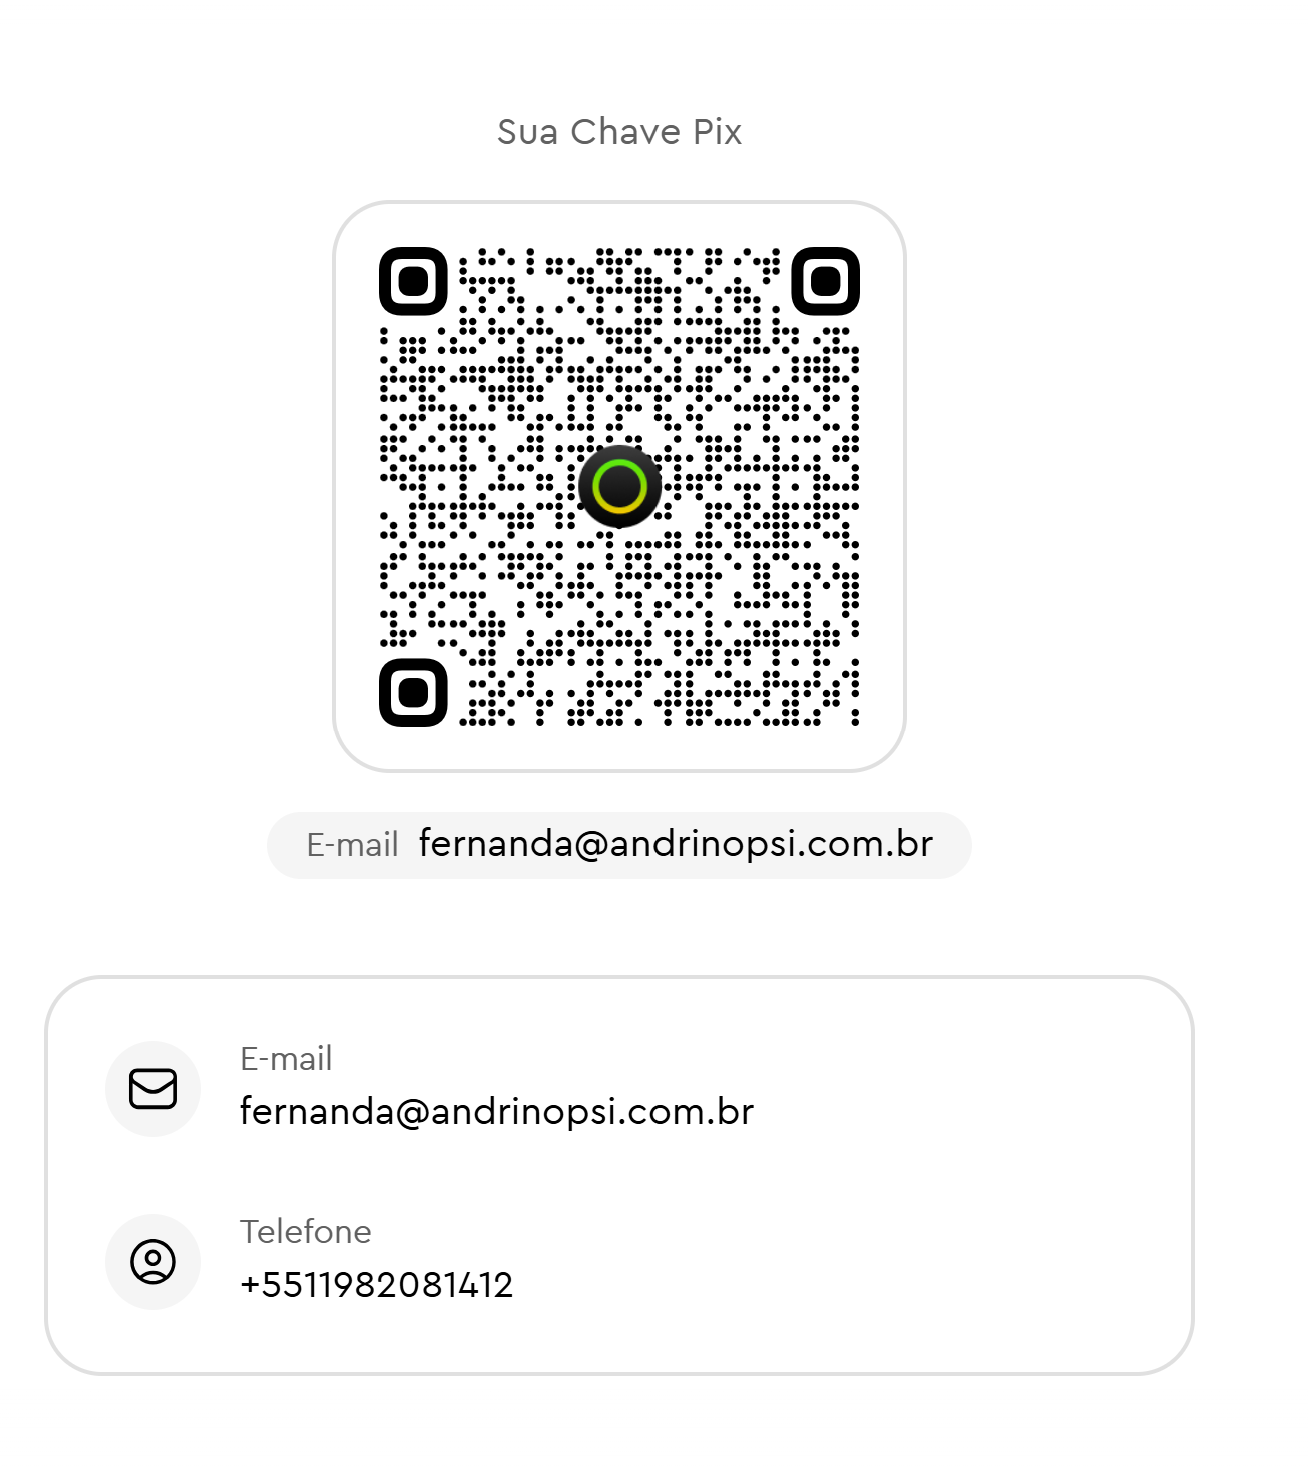 Sua Chave Pix
E-mail fernanda@andrinopsi.com.br
E-mail
fernanda@andrinopsi.com.br
Telefone
+5511982081412